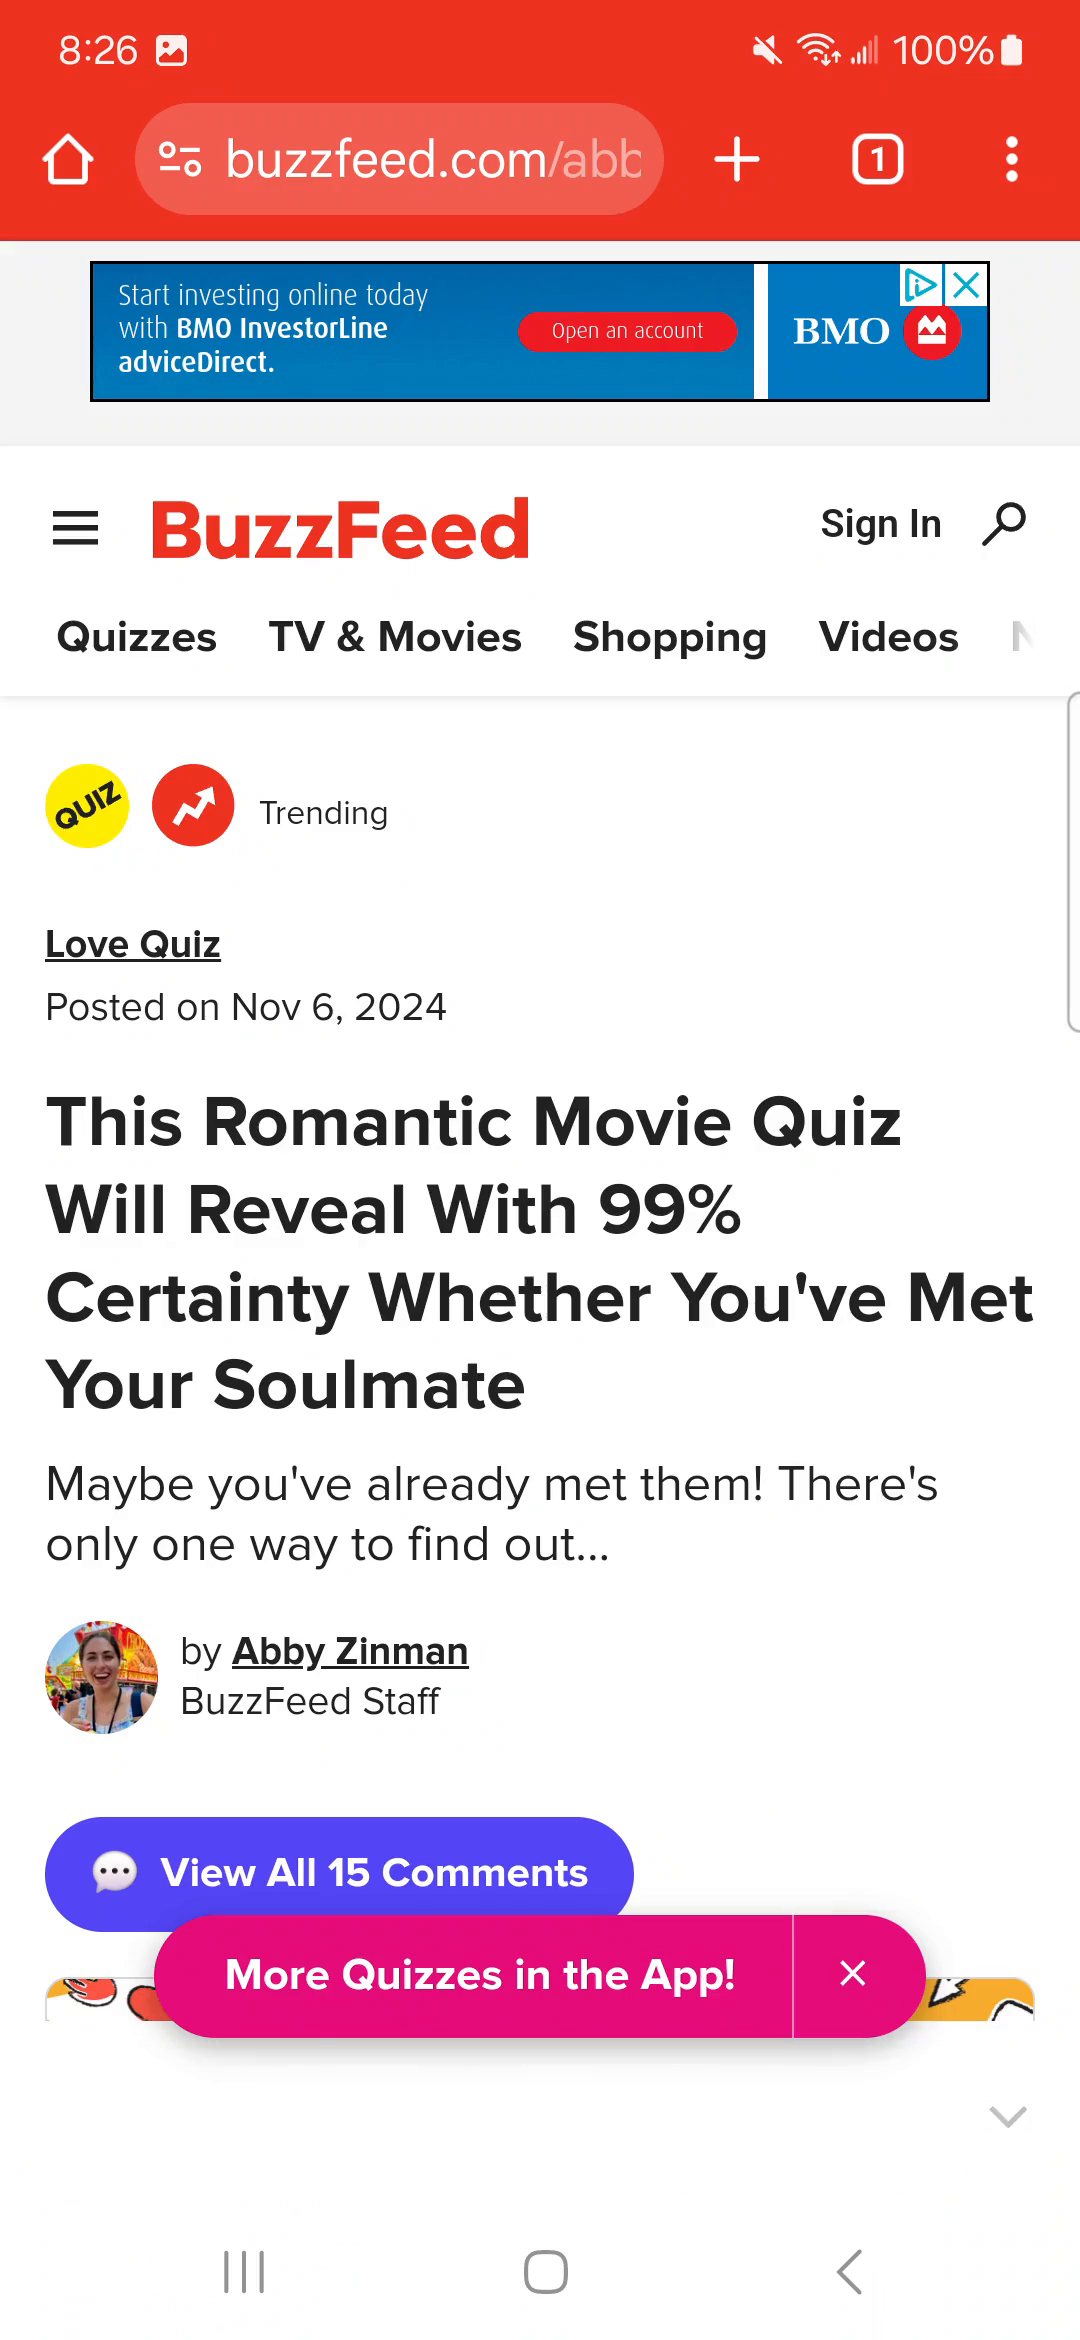 8:26
100%
buzzfeed.com/abb
1
Start investing online today
with BMO InvestorLine
adviceDirect.
Open an account
BMO
BuzzFeed
Sign In
Quizzes TV & Movies Shopping Videos N
QUIZ
Trending
Love Quiz
Posted on Nov 6, 2024
This Romantic Movie Quiz
Will Reveal With 99%
Certainty Whether You've Met
Your Soulmate
Maybe you've already met them! There's
only one way to find out...
by Abby Zinman
BuzzFeed Staff
View All 15 Comments
More Quizzes in the App!